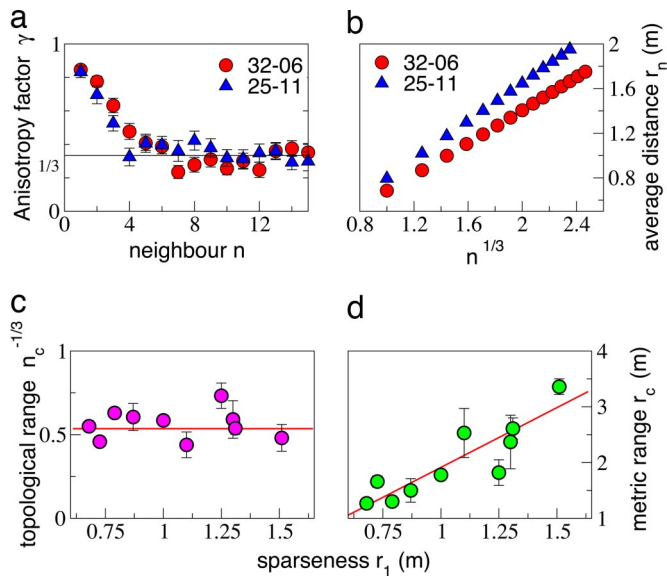 a
Anisotropy factor γ
1
1/3
0
32-06
25-11
0 4 8 12
neighbour n
b
32-06
25-11
2
1.6
1.2
0.8
average distance r_n (m)
0.8 1.2 1.6 2 2.4
n^1/3
c
topological range n_c^-1/3
1
0.5
0
0.75 1 1.25 1.5
d
4
3
2
1
metric range r_c (m)
0.75 1 1.25 1.5
sparseness r_1 (m)